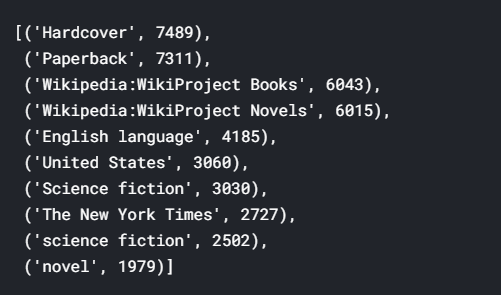 [('Hardcover', 7489),
('Paperback', 7311),
('Wikipedia:WikiProject Books', 6043),
('Wikipedia:WikiProject Novels', 6015),
('English language', 4185),
('United States', 3060),
('Science fiction', 3030),
('The New York Times', 2727),
('science fiction', 2502),
('novel', 1979)]